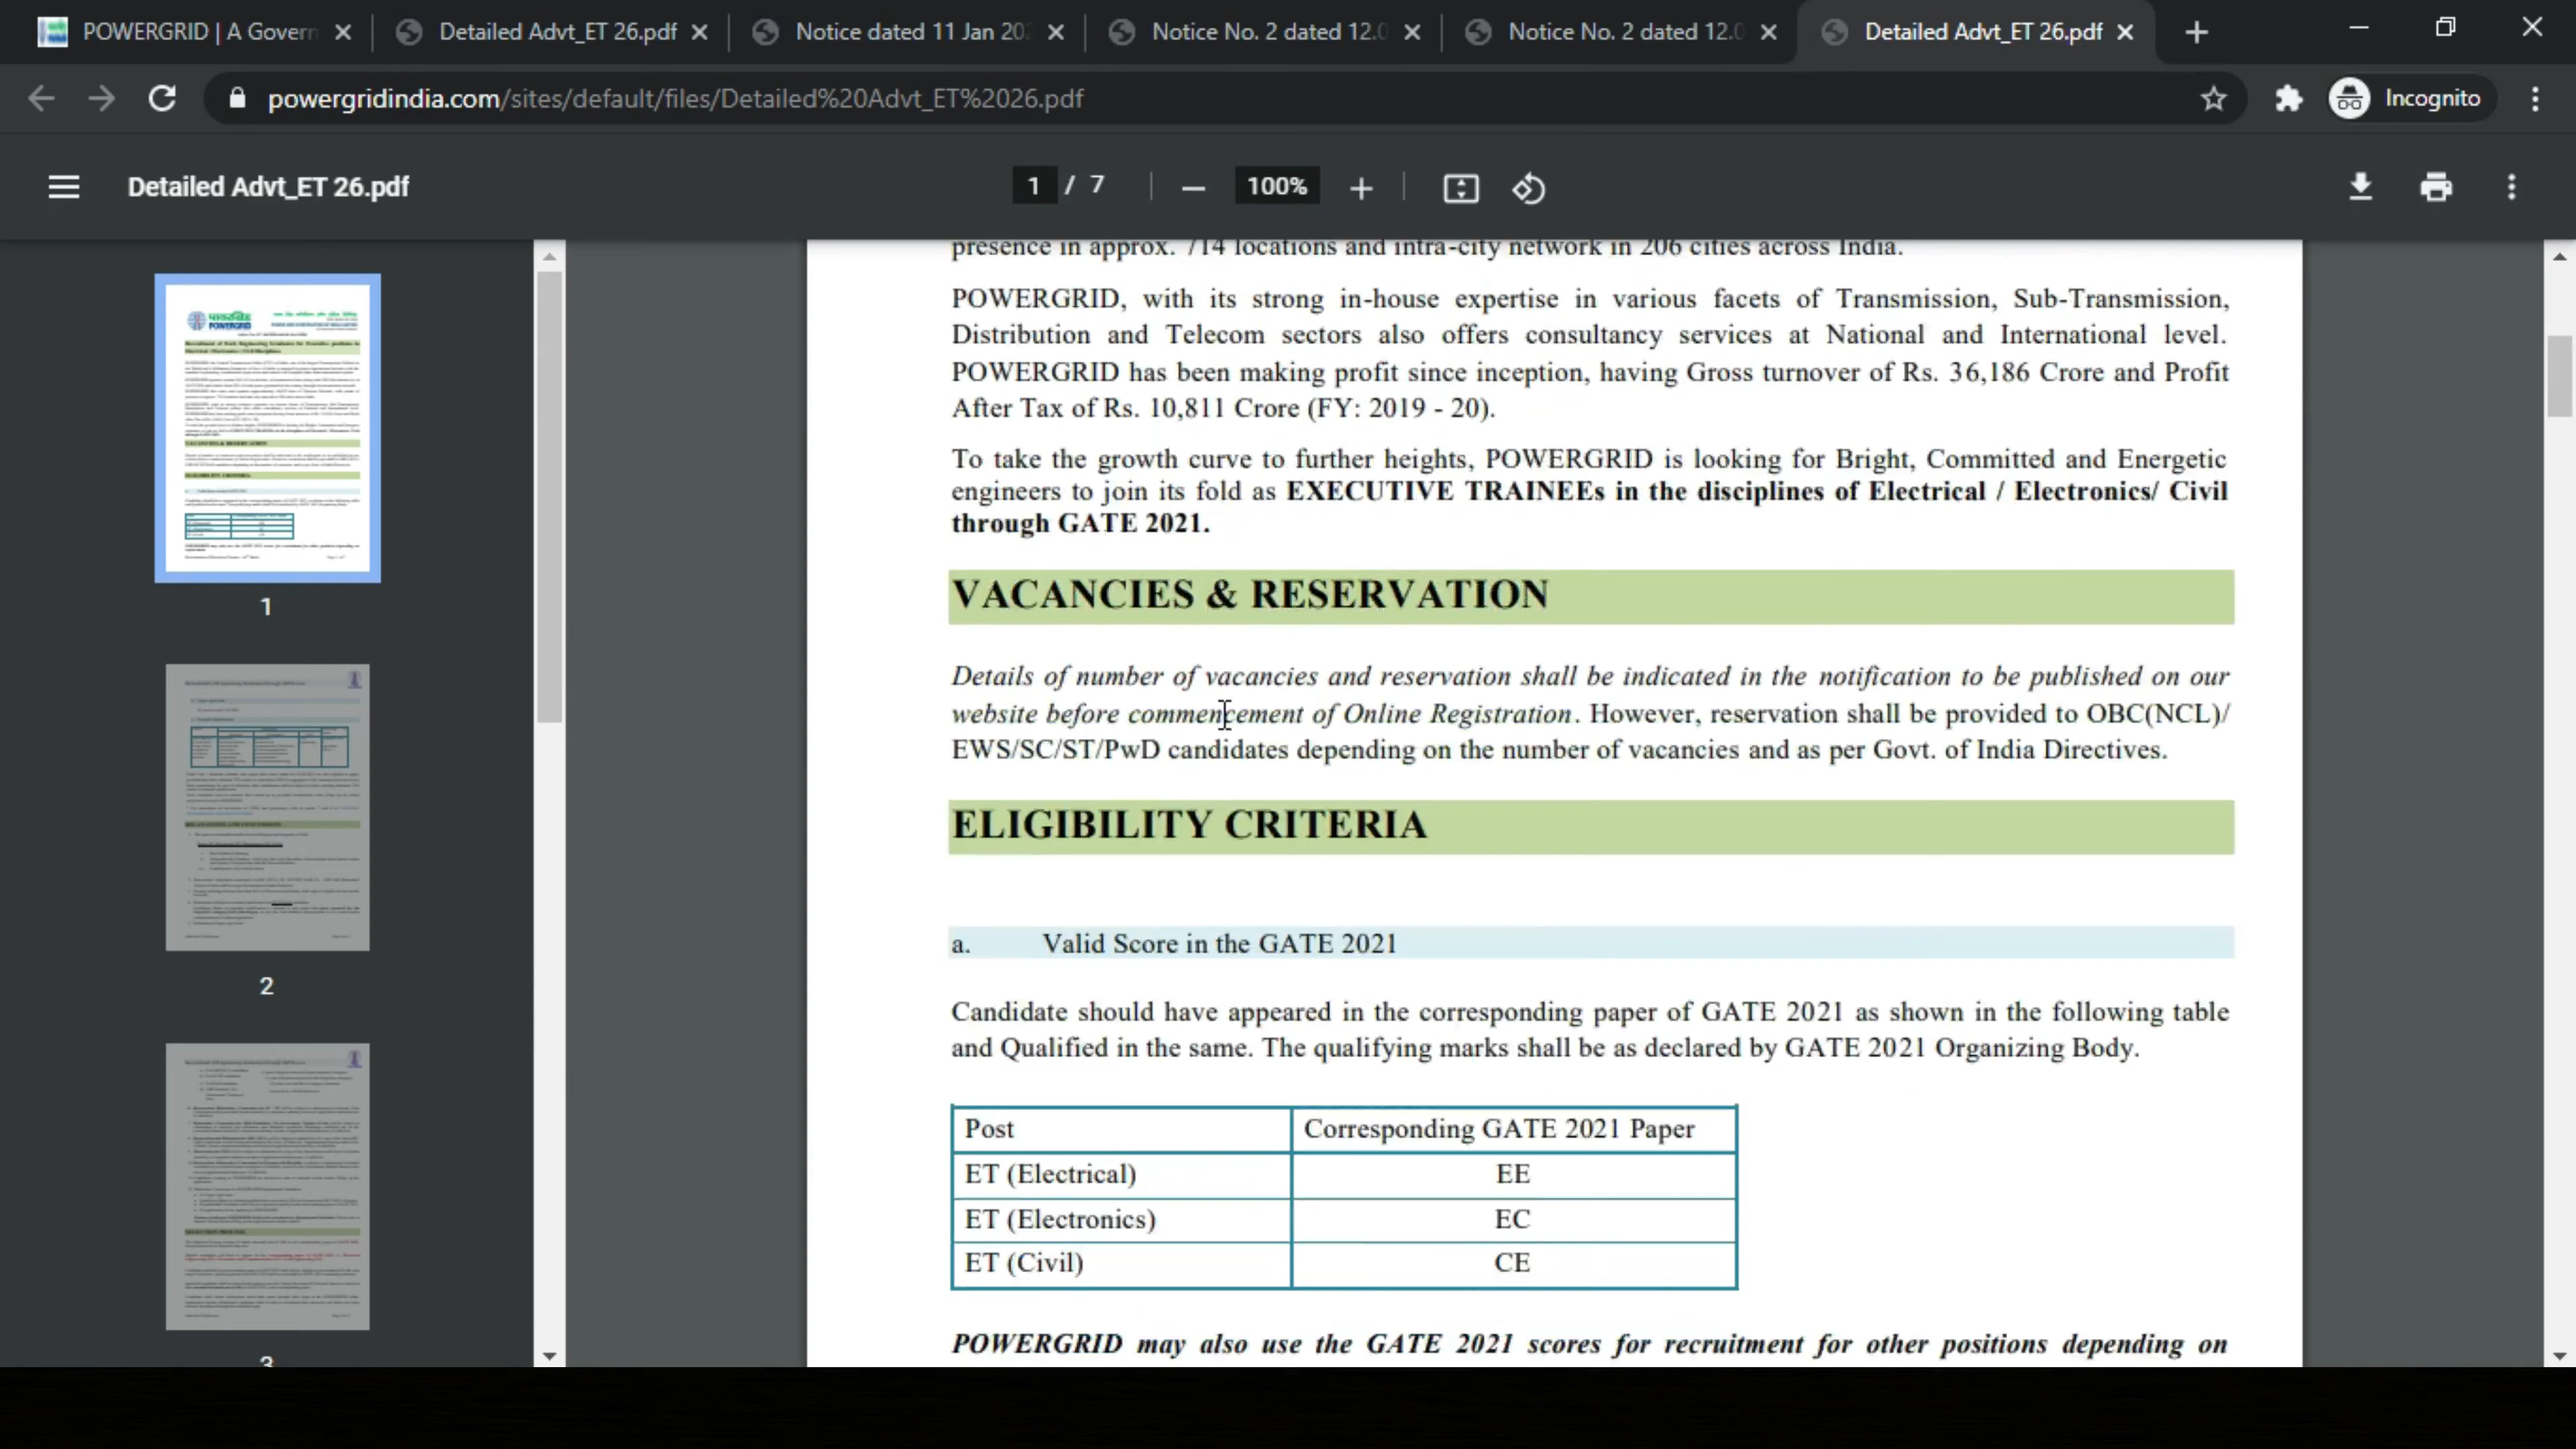 POWERGRID | A Govern
Detailed Advt_ET 26.pdf
Notice dated 11 Jan 20
Notice No. 2 dated 12.0
Notice No. 2 dated 12.0
Detailed Advt_ET 26.pdf
powergridindia.com/sites/default/files/Detailed%20Advt_ET%2026.pdf
Incognito
Detailed Advt_ET 26.pdf
1 / 7
100%
1
2
3
presence in approx. 714 locations and intra-city network in 206 cities across India.
POWERGRID, with its strong in-house expertise in various facets of Transmission, Sub-Transmission,
Distribution and Telecom sectors also offers consultancy services at National and International level.
POWERGRID has been making profit since inception, having Gross turnover of Rs. 36,186 Crore and Profit
After Tax of Rs. 10,811 Crore (FY: 2019 - 20).
To take the growth curve to further heights, POWERGRID is looking for Bright, Committed and Energetic
engineers to join its fold as EXECUTIVE TRAINEEs in the disciplines of Electrical / Electronics/ Civil
through GATE 2021.
VACANCIES & RESERVATION
Details of number of vacancies and reservation shall be indicated in the notification to be published on our
website before commencement of Online Registration. However, reservation shall be provided to OBC(NCL)/
EWS/SC/ST/PwD candidates depending on the number of vacancies and as per Govt. of India Directives.
ELIGIBILITY CRITERIA
a. Valid Score in the GATE 2021
Candidate should have appeared in the corresponding paper of GATE 2021 as shown in the following table
and Qualified in the same. The qualifying marks shall be as declared by GATE 2021 Organizing Body.
Post Corresponding GATE 2021 Paper
ET (Electrical) EE
ET (Electronics) EC
ET (Civil) CE
POWERGRID may also use the GATE 2021 scores for recruitment for other positions depending on